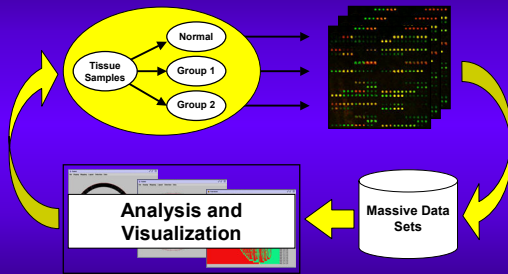 Normal
Tissue
Samples
Group 1
Group 2
Massive Data
Sets
Analysis and
Visualization